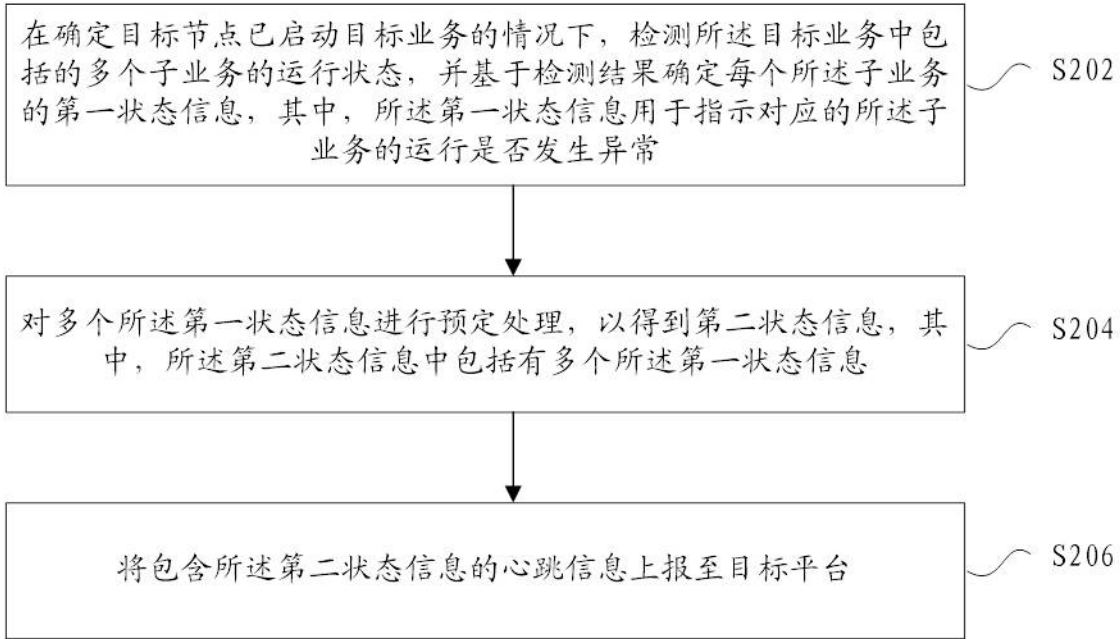 在确定目标节点已启动目标业务的情况下，检测所述目标业务中包
括的多个子业务的运行状态，并基于检测结果确定每个所述子业务
的第一状态信息，其中，所述第一状态信息用于指示对应的所述子
业务的运行是否发生异常
S202
对多个所述第一状态信息进行预定处理，以得到第二状态信息，其
中，所述第二状态信息中包括有多个所述第一状态信息
S204
将包含所述第二状态信息的心跳信息上报至目标平台
S206